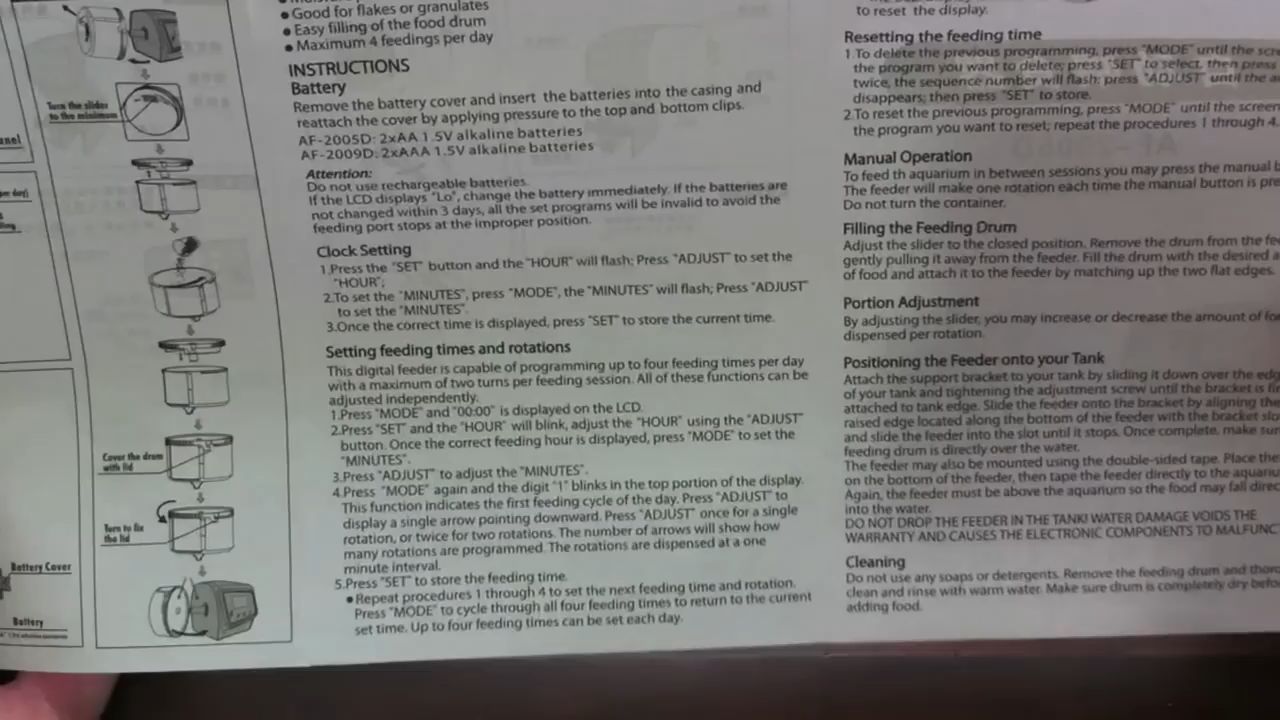 Turn the slider
to the minimum
Cover the drum
with lid
Turn to fix
the lid
Battery Cover
Battery
● Good for flakes or granulates
● Easy filling of the food drum
● Maximum 4 feedings per day
INSTRUCTIONS
Battery
Remove the battery cover and insert the batteries into the casing and
reattach the cover by applying pressure to the top and bottom clips.
AF-2005D: 2xAA 1.5V alkaline batteries
AF-2009D: 2xAAA 1.5V alkaline batteries
Attention:
Do not use rechargeable batteries.
If the LCD displays "Lo", change the battery immediately. If the batteries are
not changed within 3 days, all the set programs will be invalid to avoid the
feeding port stops at the improper position.
Clock Setting
1.Press the "SET" button and the "HOUR" will flash; Press "ADJUST" to set the
"HOUR";
2.To set the "MINUTES", press "MODE", the "MINUTES" will flash; Press "ADJUST"
to set the "MINUTES".
3.Once the correct time is displayed, press "SET" to store the current time.
Setting feeding times and rotations
This digital feeder is capable of programming up to four feeding times per day
with a maximum of two turns per feeding session. All of these functions can be
adjusted independently.
1.Press "MODE" and "00:00" is displayed on the LCD.
2.Press "SET" and the "HOUR" will blink, adjust the "HOUR" using the "ADJUST"
button. Once the correct feeding hour is displayed, press "MODE" to set the
"MINUTES".
3.Press "ADJUST" to adjust the "MINUTES".
4.Press "MODE" again and the digit "1" blinks in the top portion of the display.
This function indicates the first feeding cycle of the day. Press "ADJUST" to
display a single arrow pointing downward. Press "ADJUST" once for a single
rotation, or twice for two rotations. The number of arrows will show how
many rotations are programmed. The rotations are dispensed at a one
minute interval.
5.Press "SET" to store the feeding time.
● Repeat procedures 1 through 4 to set the next feeding time and rotation.
Press "MODE" to cycle through all four feeding times to return to the current
set time. Up to four feeding times can be set each day.
to reset the display.
Resetting the feeding time
1.To delete the previous programming, press "MODE" until the
the program you want to delete; press "SET" to select, then press
twice, the sequence number will flash; press "ADJUST" until the
disappears; then press "SET" to store.
2.To reset the previous programming, press "MODE" until the screen
the program you want to reset; repeat the procedures 1 through 4.
Manual Operation
To feed th aquarium in between sessions you may press the manual
The feeder will make one rotation each time the manual button is
Do not turn the container.
Filling the Feeding Drum
Adjust the slider to the closed position. Remove the drum from the
gently pulling it away from the feeder. Fill the drum with the desired
of food and attach it to the feeder by matching up the two flat edges.
Portion Adjustment
By adjusting the slider, you may increase or decrease the amount of
dispensed per rotation.
Positioning the Feeder onto your Tank
Attach the support bracket to your tank by sliding it down over the
of your tank and tightening the adjustment screw until the bracket is
attached to tank edge. Slide the feeder onto the bracket by aligning the
raised edge located along the bottom of the feeder with the bracket
and slide the feeder into the slot until it stops. Once complete, make
feeding drum is directly over the water.
The feeder may also be mounted using the double-sided tape. Place
on the bottom of the feeder, then tape the feeder directly to the
Again, the feeder must be above the aquarium so the food may fall
into the water.
DO NOT DROP THE FEEDER IN THE TANK! WATER DAMAGE VOIDS THE
WARRANTY AND CAUSES THE ELECTRONIC COMPONENTS TO
Cleaning
Do not use any soaps or detergents. Remove the feeding drum and
clean and rinse with warm water. Make sure drum is completely dry
adding food.